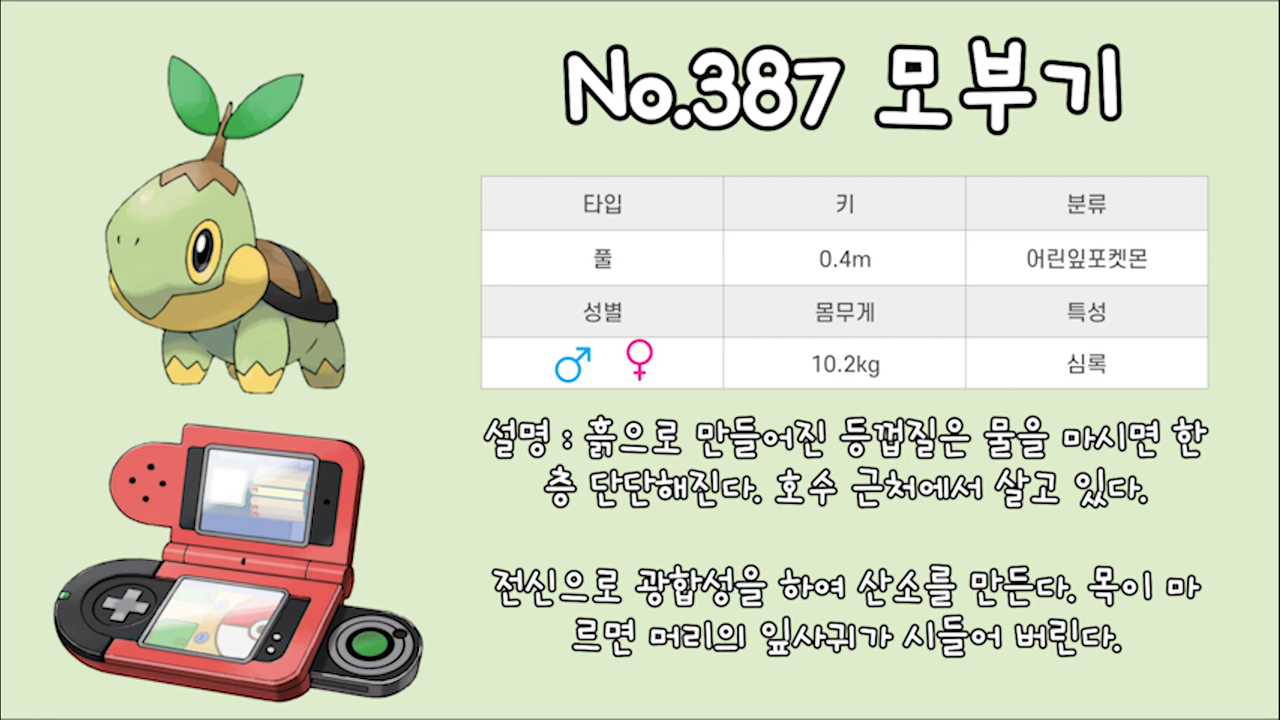 No.387 모부기
타입 키 분류
풀 0.4m 어린잎포켓몬
성별 몸무게 특성
♂ ♀ 10.2kg 심록
설명 : 흙으로 만들어진 등껍질은 물을 마시면 한
층 단단해진다. 호수 근처에서 살고 있다.
전신으로 광합성을 하여 산소를 만든다. 목이 마
르면 머리의 잎사귀가 시들어 버린다.